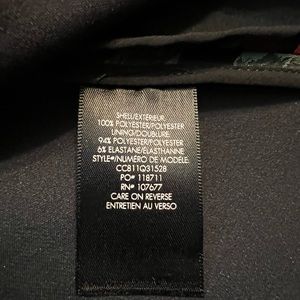 SHELL/EXTÉRIEUR
100% POLYESTER/POLYESTER
LINING/DOUBLURE
94% POLYESTER/POLYESTER
6% ELASTANE/ELASTHANNE
STYLE#/NUMÉRO DE MODÈLE:
CC811Q31528
PO# 118711
RN# 107677
CARE ON REVERSE
ENTRETIEN AU VERSO